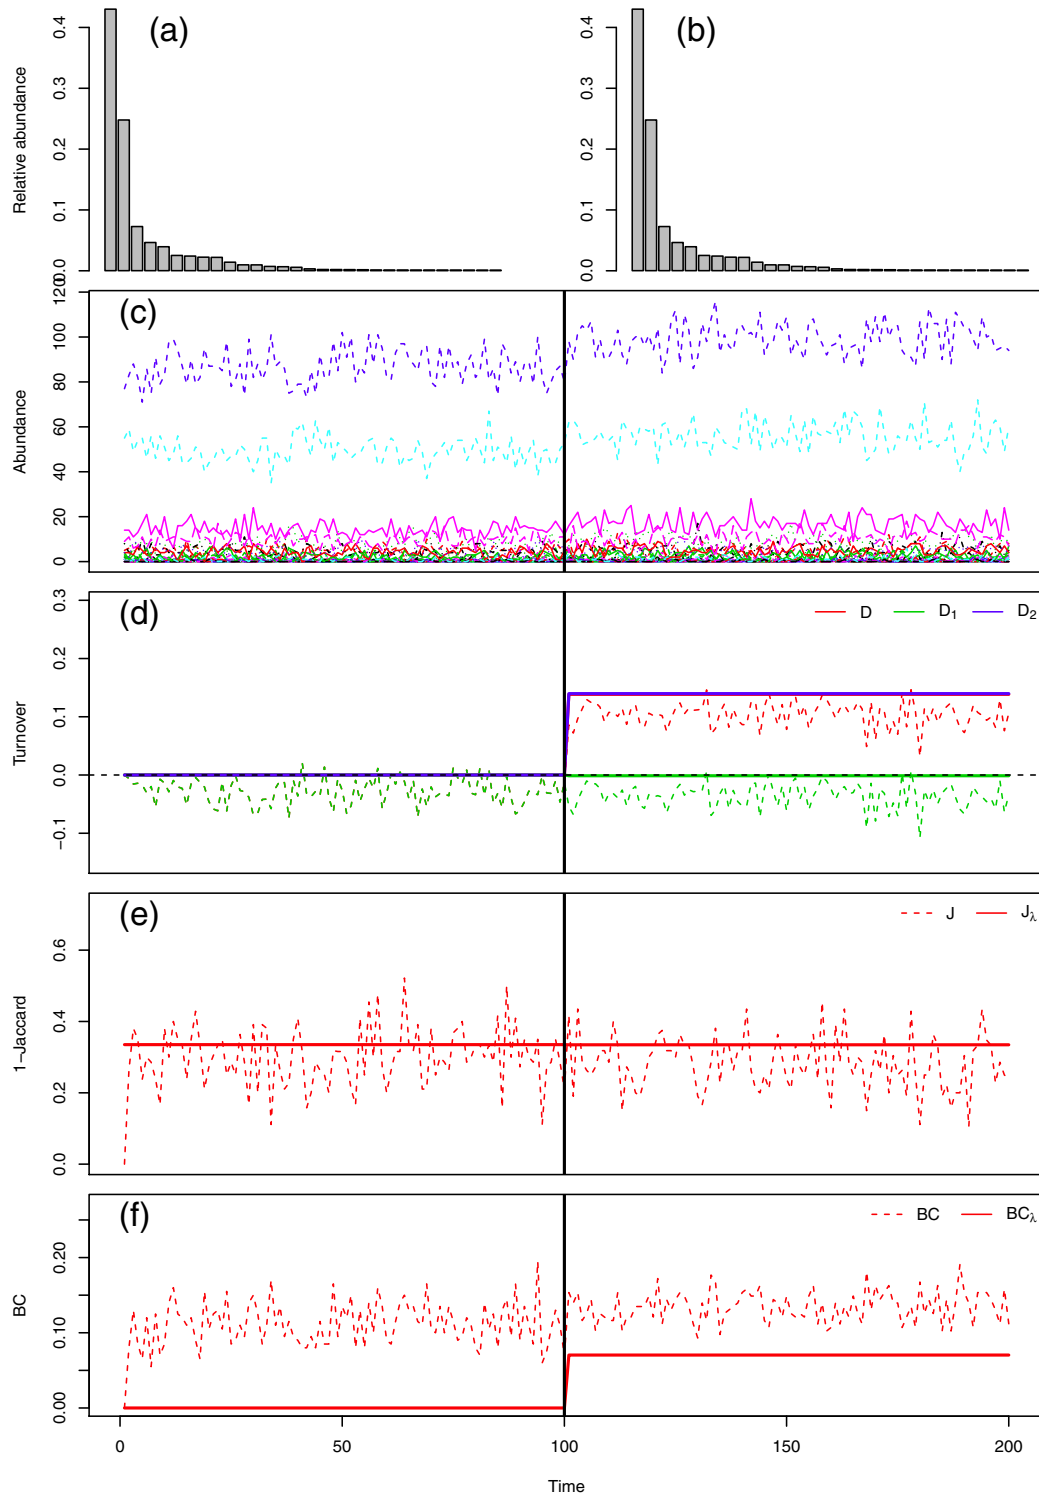 (a) (b)
Relative abundance
0.0 0.1 0.2 0.3 0.4
0.0 0.1 0.2 0.3 0.4
(c)
Abundance
0 20 40 60 80 100 120
(d) D D₁ D₂
Turnover
−0.1 0.0 0.1 0.2 0.3
(e) J Jλ
1−Jaccard
0.0 0.2 0.4 0.6
(f) BC BCλ
BC
0.00 0.10 0.20
0 50 100 150 200
Time